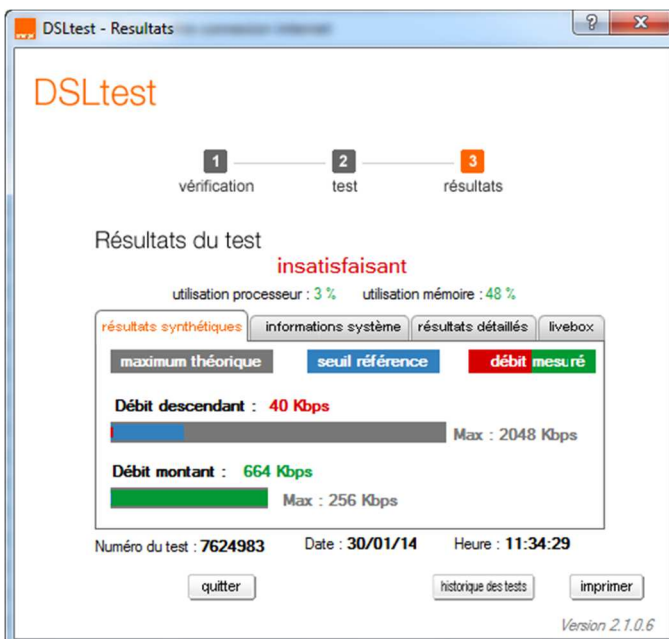 DSLtest - Resultats
DSLtest
1 2 3
vérification test résultats
Résultats du test
insatisfaisant
utilisation processeur : 3 % utilisation mémoire : 48 %
résultats synthétiques informations système résultats détaillés livebox
maximum théorique seuil référence débit mesuré
Débit descendant : 40 Kbps
Max : 2048 Kbps
Débit montant : 664 Kbps
Max : 256 Kbps
Numéro du test : 7624983 Date : 30/01/14 Heure : 11:34:29
quitter historique des tests imprimer
Version 2.1.0.6